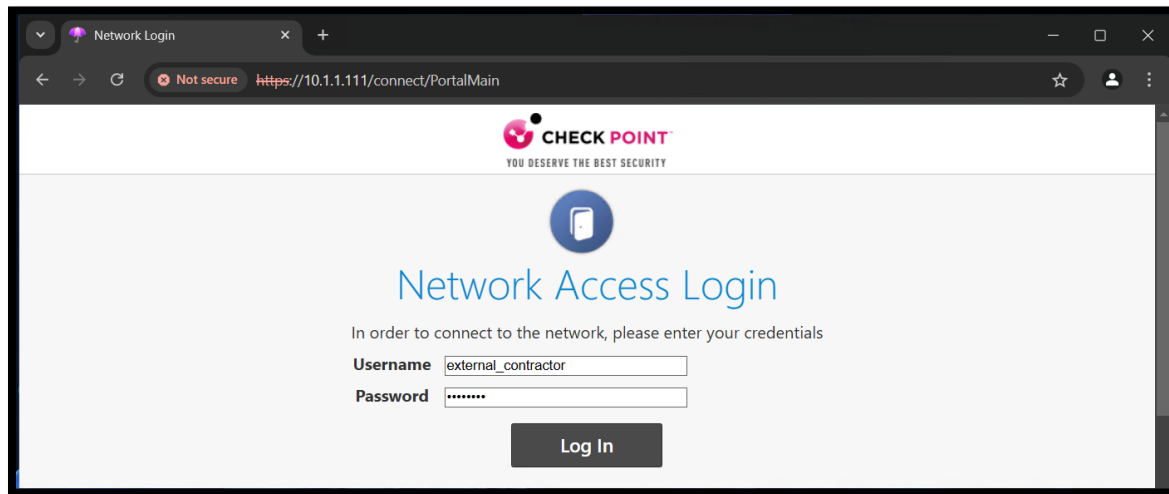 Network Login
Not secure https://10.1.1.111/connect/PortalMain
CHECK POINT
YOU DESERVE THE BEST SECURITY
Network Access Login
In order to connect to the network, please enter your credentials
Username external_contractor
Password ••••••••
Log In